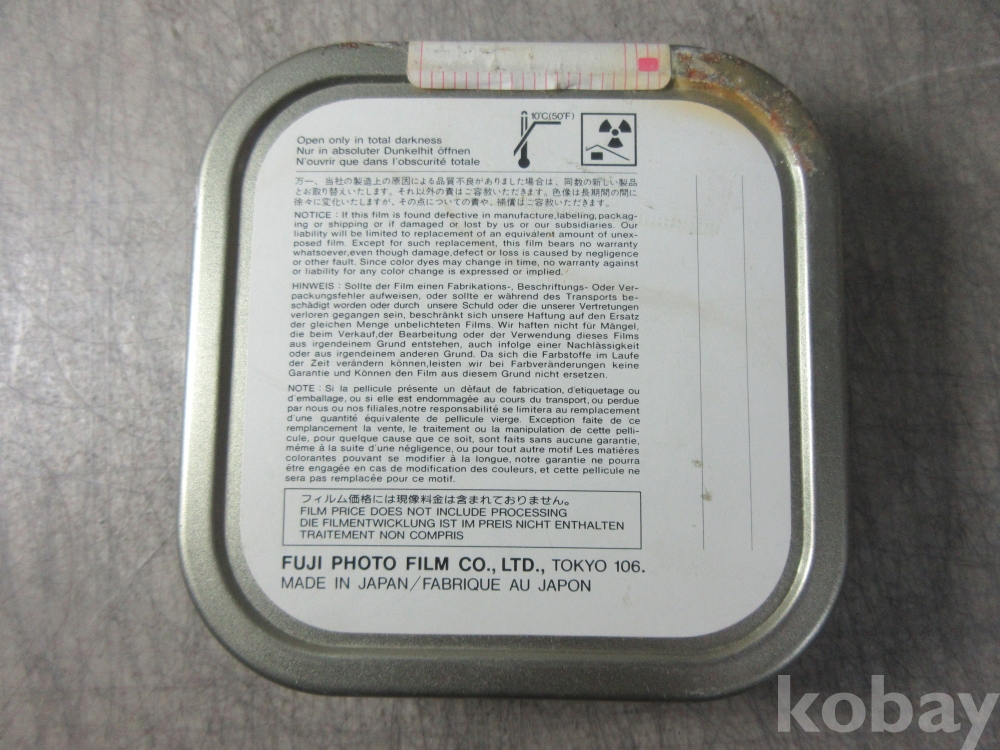 10°C(50°F)
Open only in total darkness
Nur in absoluter Dunkelhit öffnen
N'ouvrir que dans l'obscurité totale
万一、当社の製造上の原因による品質不良がありました場合は、同数の新しい製品
とお取り替えいたします。それ以外の責はご容赦いただきます。色像は長期間の間に
徐々に変化いたしますが、その点についての責や、補償はご容赦いただきます。
NOTICE : If this film is found defective in manufacture,labeling,packag-
ing or shipping or if damaged or lost by us or our subsidiaries. Our
liability will be limited to replacement of an equivalent amount of unex-
posed film. Except for such replacement, this film bears no warranty
whatsoever,even though damage,defect or loss is caused by negligence
or other fault. Since color dyes may change in time, no warranty against
or liability for any color change is expressed or implied.
HINWEIS : Sollte der Film einen Fabrikations-, Beschriftungs- Oder Ver-
packungsfehler aufweisen, oder sollte er während des Transports be-
schädigt worden oder durch unsere Schuld oder die unserer Vertretungen
verloren gegangen sein, beschränkt sich unsere Haftung auf den Ersatz
der gleichen Menge unbelichteten Films. Wir haften nicht für Mängel,
die beim Verkauf,der Bearbeitung oder der Verwendung dieses Films
aus irgendeinem Grund entstehen, auch infolge einer Nachlässigkeit
oder aus irgendeinem anderen Grund. Da sich die Farbstoffe im Laufe
der Zeit verändern können,leisten wir bei Farbveränderungen keine
Garantie und Können den Film aus diesem Grund nicht ersetzen.
NOTE : Si la pellicule présente un défaut de fabrication, d'etiquetage ou
d'emballage, ou si elle est endommagée au cours du transport, ou perdue
par nous ou nos filiales,notre responsabilité se limitera au remplacement
d'une quantité équivalente de pellicule vierge. Exception faite de ce
remplacement la vente, le traitement ou la manipulation de cette pelli-
cule, pour quelque cause que ce soit, sont faits sans aucune garantie,
méme à la suite d'une négligence, ou pour tout autre motif Les matiéres
colorantes pouvant se modifier à la longue, notre garantie ne pourra
étre engagée en cas de modification des couleurs, et cette pellicule ne
sera pas remplacée pour ce motif.
フィルム価格には現像料金は含まれておりません。
FILM PRICE DOES NOT INCLUDE PROCESSING
DIE FILMENTWICKLUNG IST IM PREIS NICHT ENTHALTEN
TRAITEMENT NON COMPRIS
FUJI PHOTO FILM CO., LTD., TOKYO 106.
MADE IN JAPAN/FABRIQUE AU JAPON
kobay